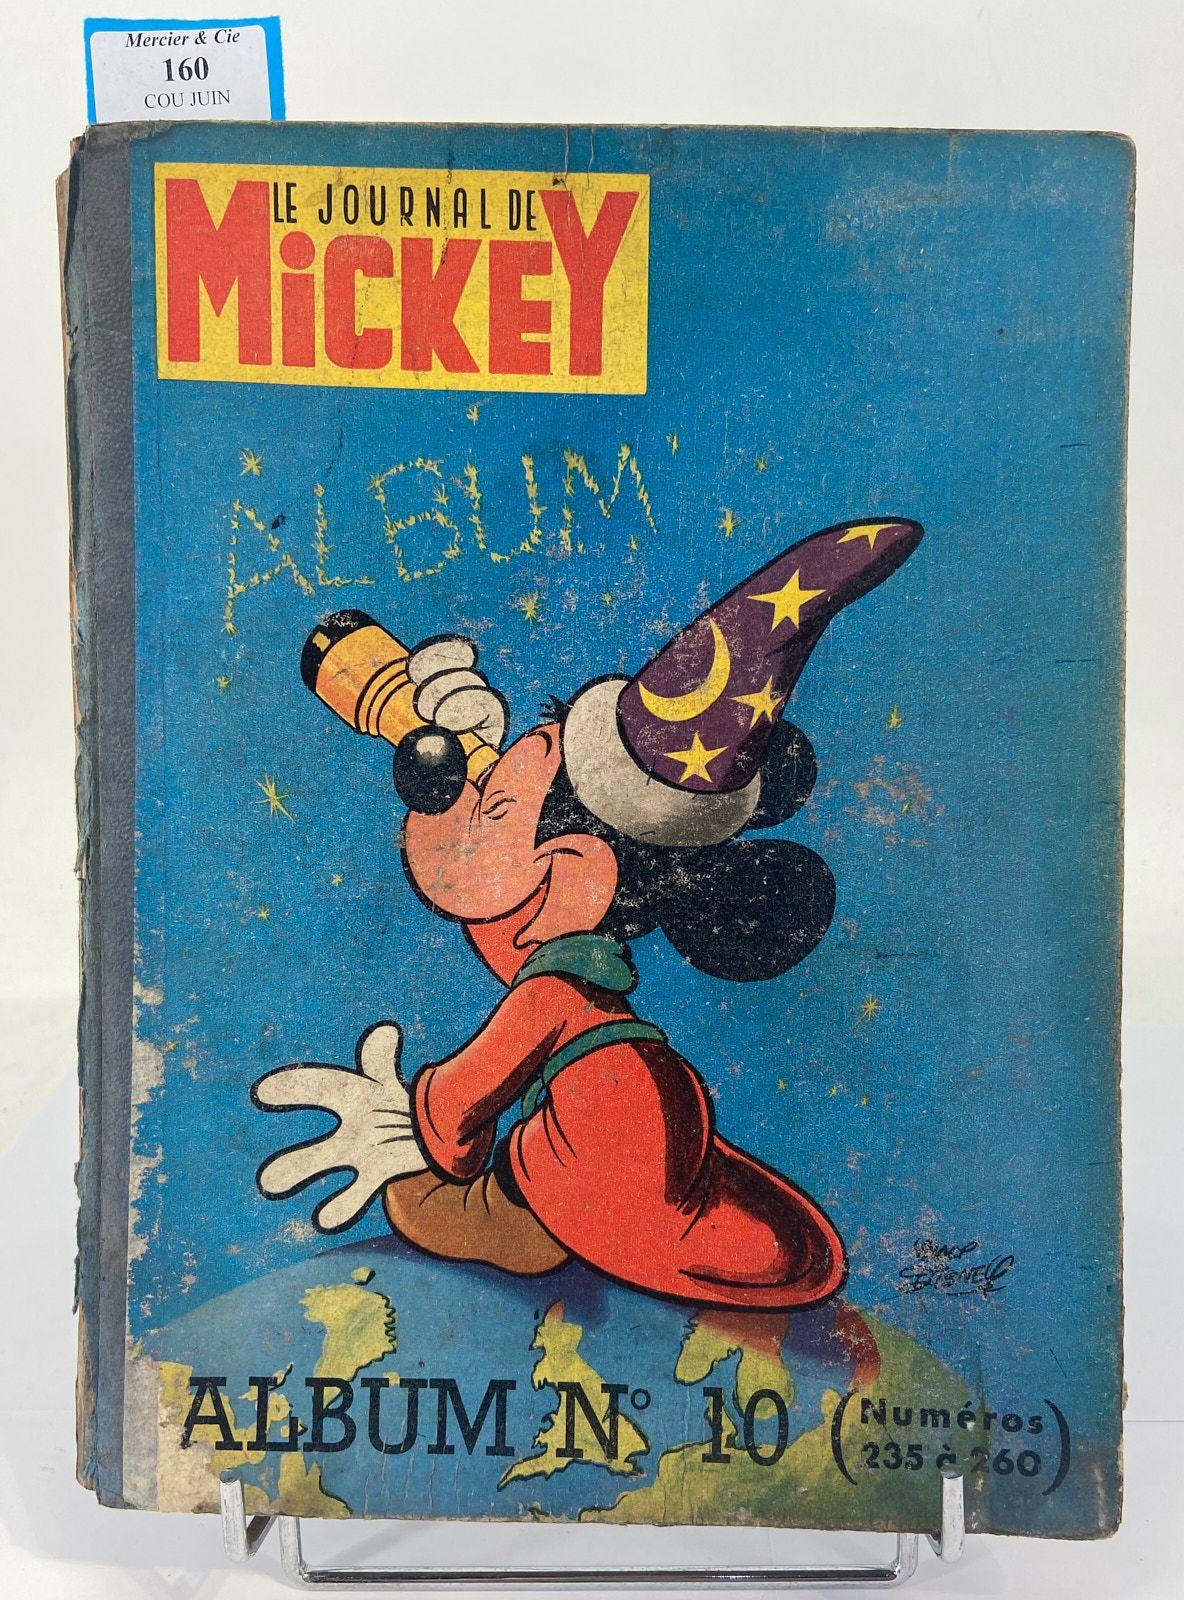 Mercier & Cie
160
COU JUIN
LE JOURNAL DE
MiCKEY
ALBUM
WALT
DISNEY
ALBUM N° 10 (Numéros
235 à 260)